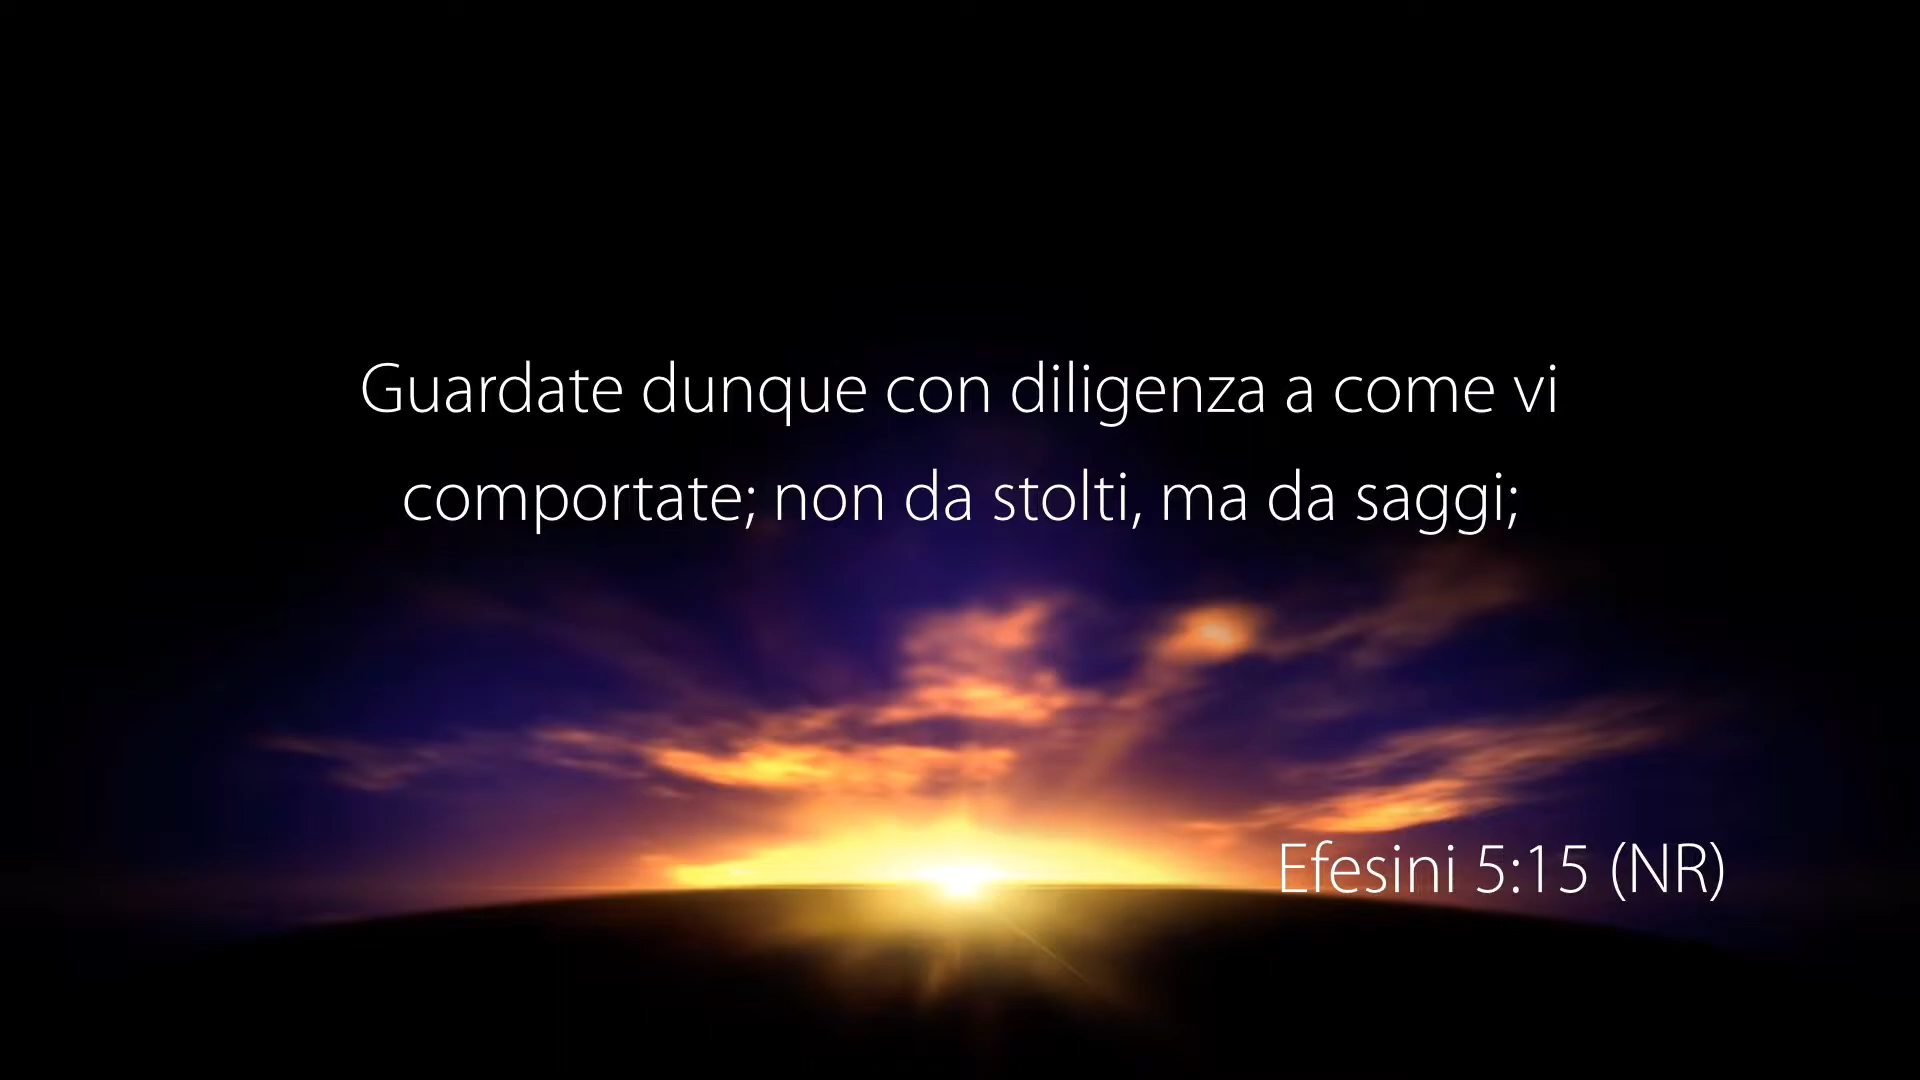 Guardate dunque con diligenza a come vi
comportate; non da stolti, ma da saggi;
Efesini 5:15 (NR)